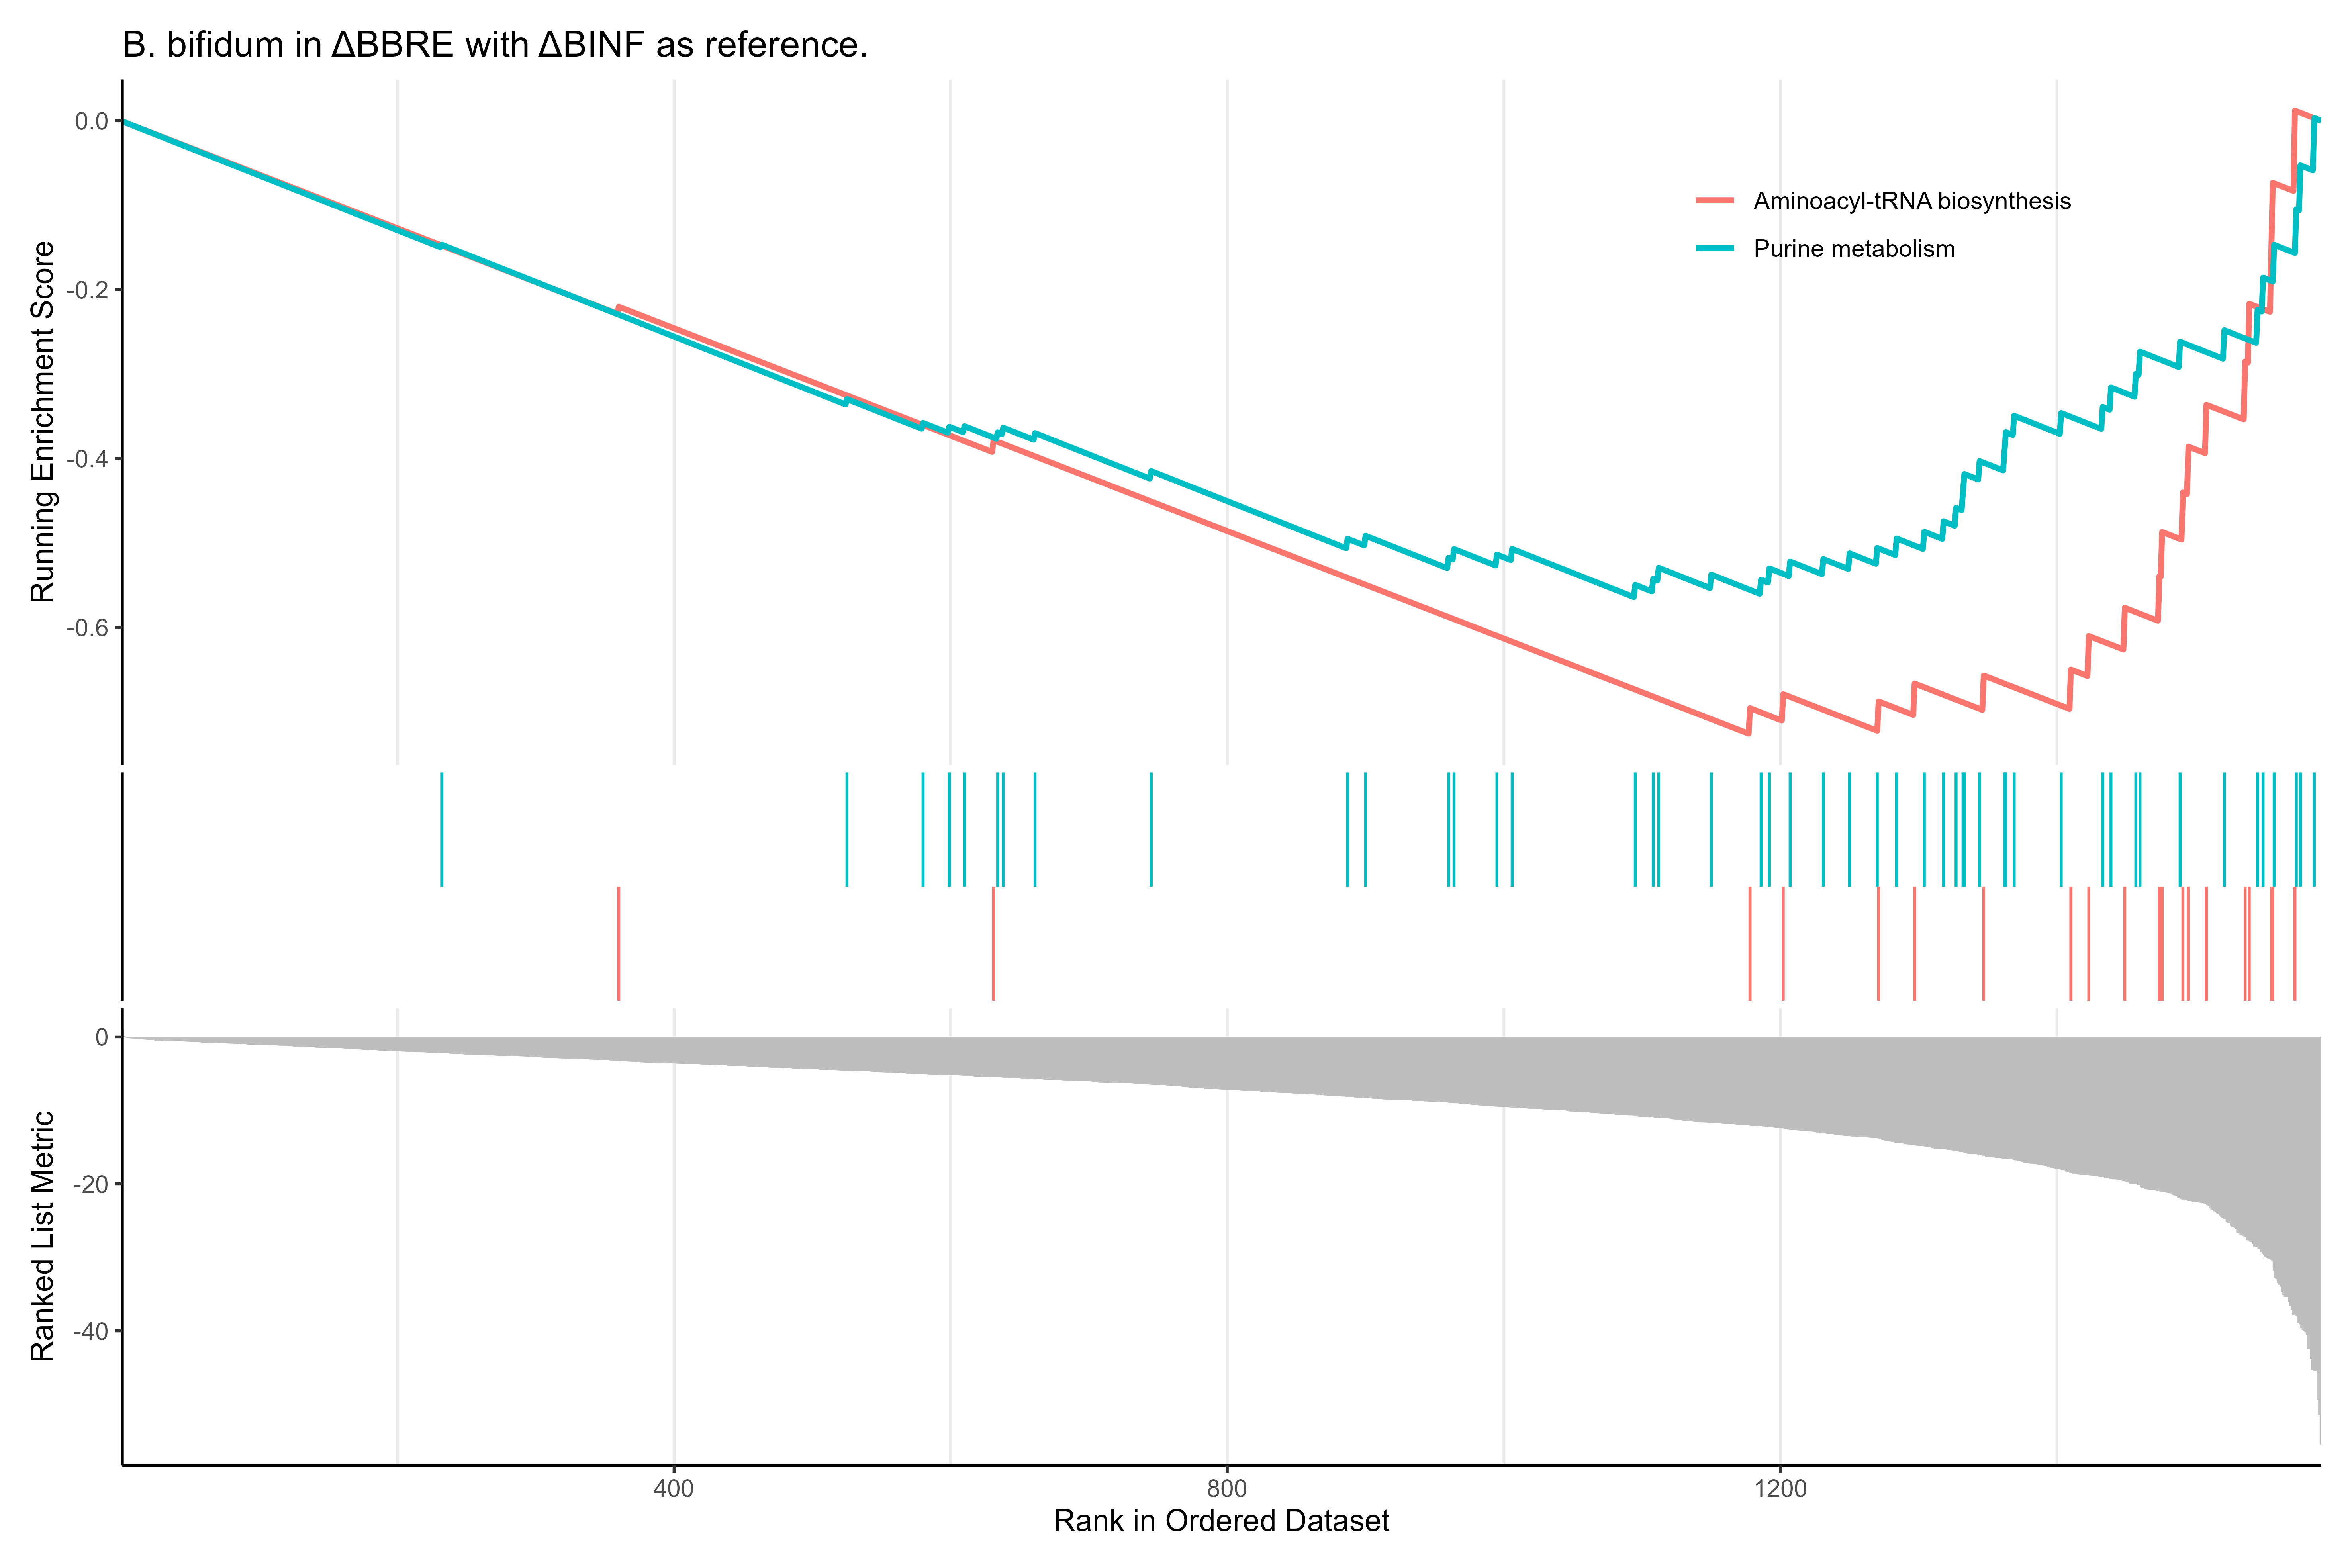 B. bifidum in ΔBBRE with ΔBINF as reference.
Running Enrichment Score
0.0
-0.2
-0.4
-0.6
Aminoacyl-tRNA biosynthesis
Purine metabolism
Ranked List Metric
0
-20
-40
400
800
1200
Rank in Ordered Dataset